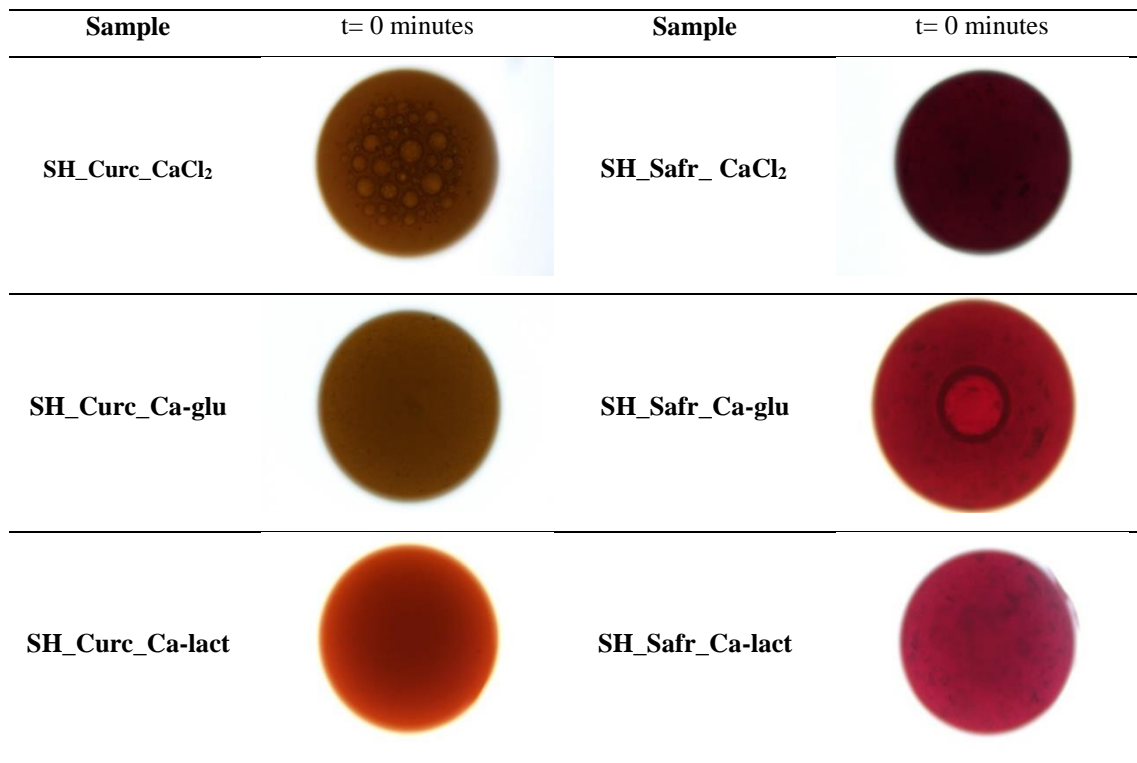 Sample t= 0 minutes Sample t= 0 minutes
SH_Curc_CaCl₂ SH_Safr_ CaCl₂
SH_Curc_Ca-glu SH_Safr_Ca-glu
SH_Curc_Ca-lact SH_Safr_Ca-lact